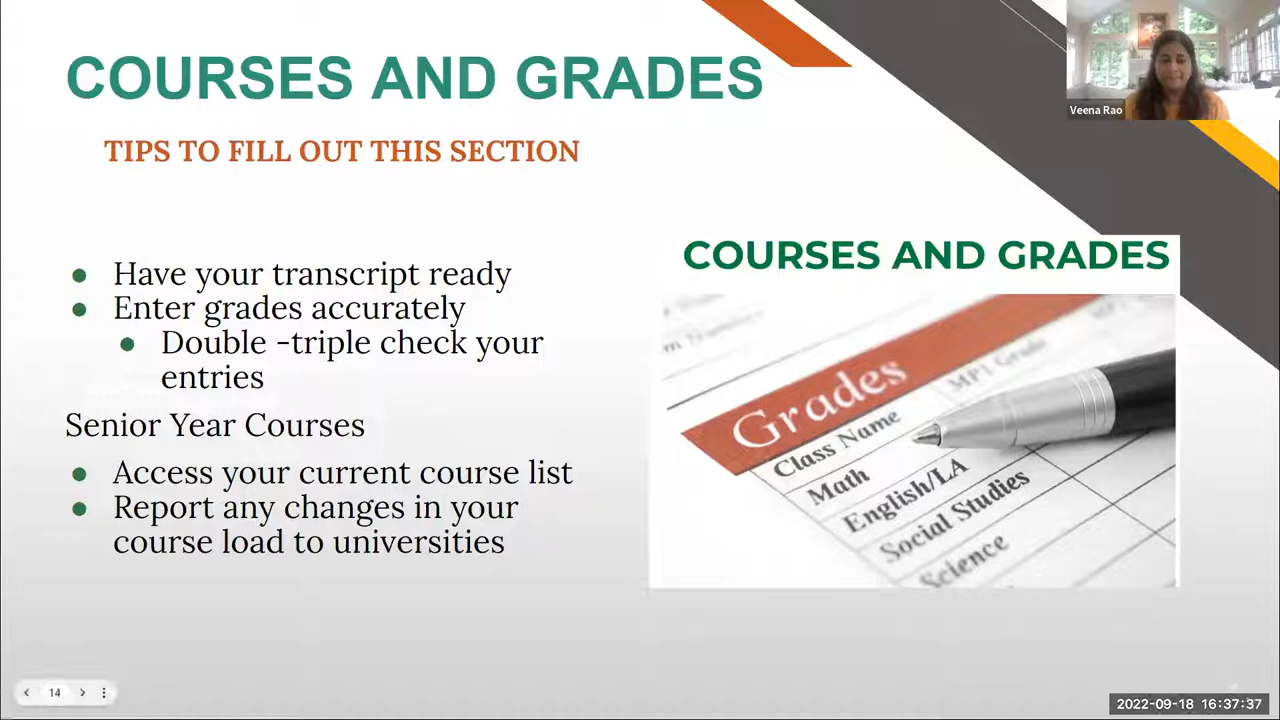 COURSES AND GRADES
TIPS TO FILL OUT THIS SECTION
Veena Rao
● Have your transcript ready
● Enter grades accurately
● Double -triple check your
entries
Senior Year Courses
● Access your current course list
● Report any changes in your
course load to universities
COURSES AND GRADES
Grades
MP1 Grade
Class Name
Math
English/LA
Social Studies
Science
14
2022-09-18 16:37:37